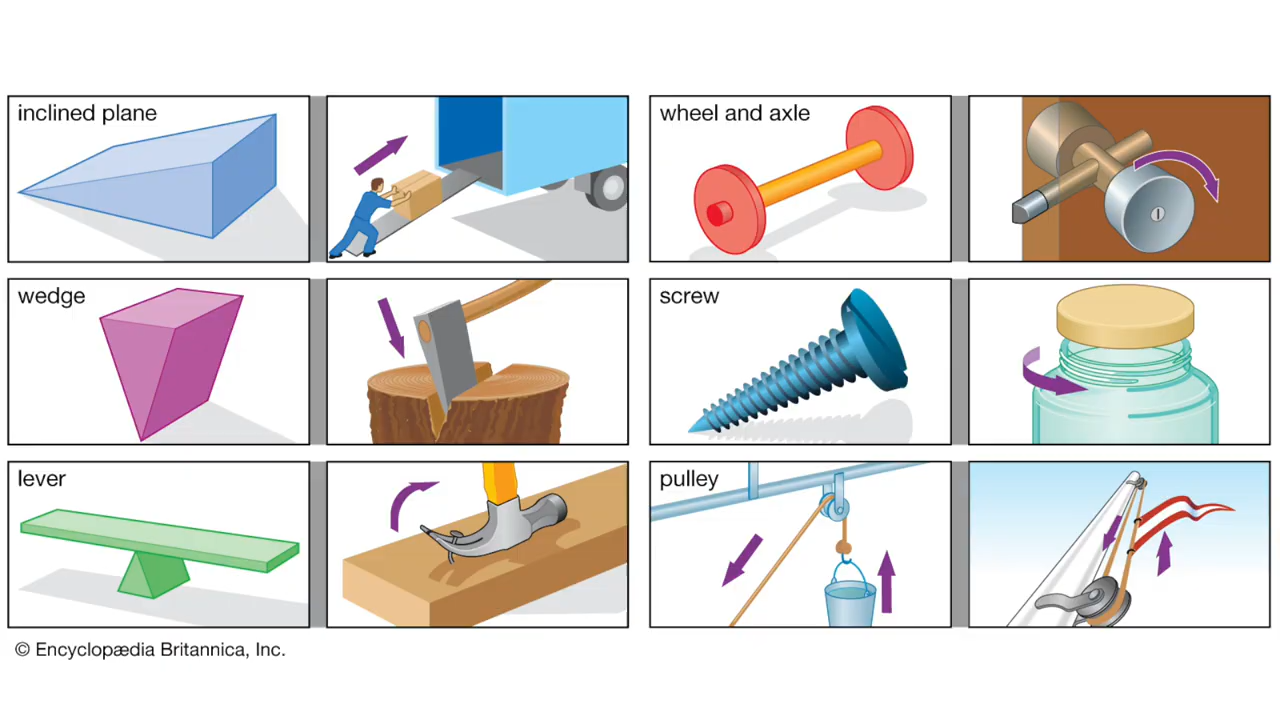 inclined plane
wheel and axle
wedge
screw
lever
pulley
© Encyclopædia Britannica, Inc.